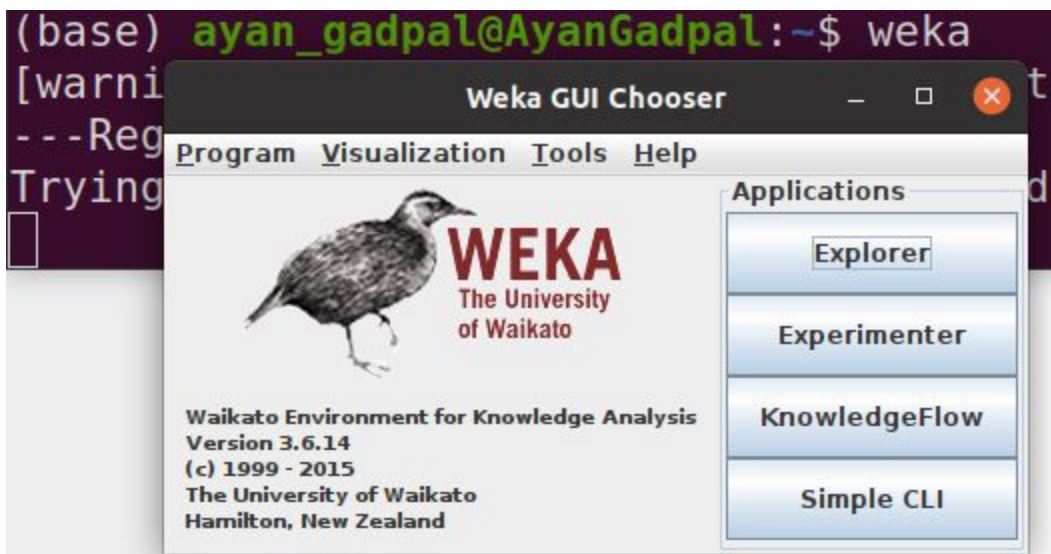 (base) ayan_gadpal@AyanGadpal:~$ weka
[warni t
---Reg
Trying d
Weka GUI Chooser
Program Visualization Tools Help
WEKA
The University
of Waikato
Waikato Environment for Knowledge Analysis
Version 3.6.14
(c) 1999 - 2015
The University of Waikato
Hamilton, New Zealand
Applications
Explorer
Experimenter
KnowledgeFlow
Simple CLI